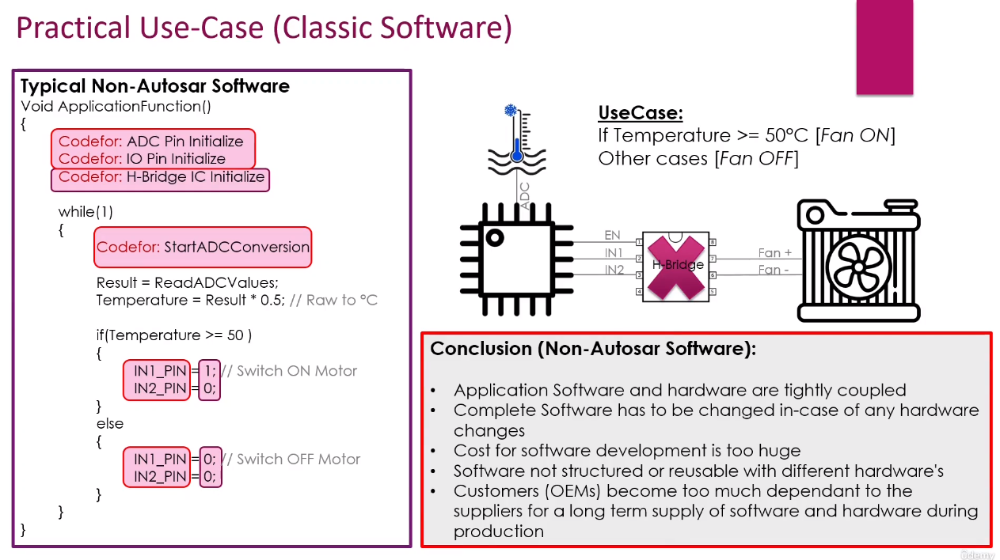 Practical Use-Case (Classic Software)
Typical Non-Autosar Software
Void ApplicationFunction()
{
Codefor: ADC Pin Initialize
Codefor: IO Pin Initialize
Codefor: H-Bridge IC Initialize
while(1)
{
Codefor: StartADCConversion
Result = ReadADCValues;
Temperature = Result * 0.5; // Raw to °C
if(Temperature >= 50 )
{
IN1_PIN = 1; // Switch ON Motor
IN2_PIN = 0;
}
else
{
IN1_PIN = 0; // Switch OFF Motor
IN2_PIN = 0;
}
}
}
UseCase:
If Temperature >= 50°C [Fan ON]
Other cases [Fan OFF]
ADC
EN
IN1
IN2
1
2
3
4
H-Bridge
8
7
6
5
Fan +
Fan -
Conclusion (Non-Autosar Software):
• Application Software and hardware are tightly coupled
• Complete Software has to be changed in-case of any hardware
changes
• Cost for software development is too huge
• Software not structured or reusable with different hardware's
• Customers (OEMs) become too much dependant to the
suppliers for a long term supply of software and hardware during
production
ûdemy